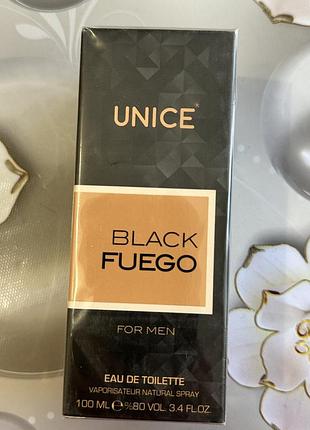 UNICE®
BLACK
FUEGO
FOR MEN
EAU DE TOILETTE
VAPORISATEUR NATURAL SPRAY
100 ML ℮ %80 VOL. 3.4 FL.OZ.